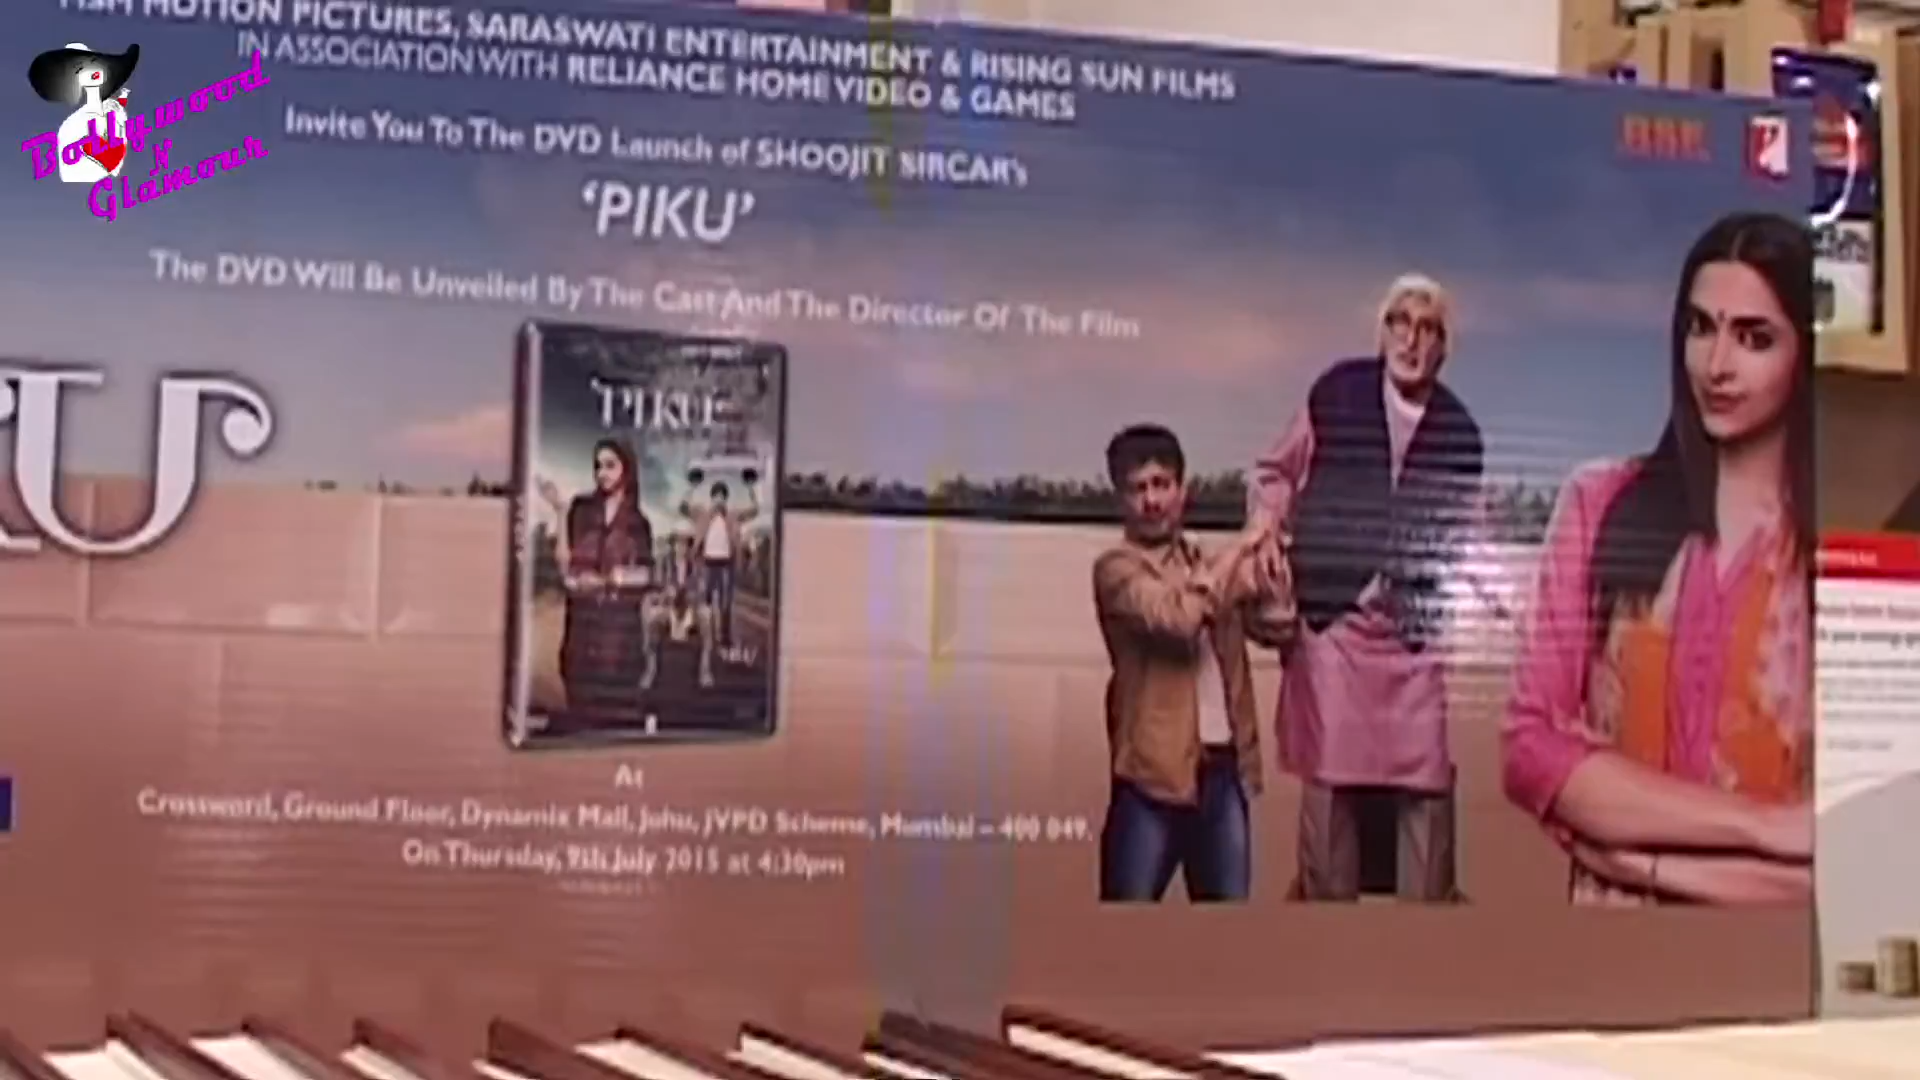 MOTION PICTURES, SARASWATI ENTERTAINMENT & RISING SUN FILMS
IN ASSOCIATION WITH RELIANCE HOME VIDEO & GAMES
Invite You To The DVD Launch of SHOOJIT SIRCAR's
'PIKU'
The DVD Will Be Unveiled By The Cast And The Director Of The Film
'PIKU'
At
Crossword, Ground Floor, Dynamix Mall, Juhu, JVPD Scheme, Mumbai – 400 049.
On Thursday, 9th July 2015 at 4:30pm
Bollywood
N
Glamour